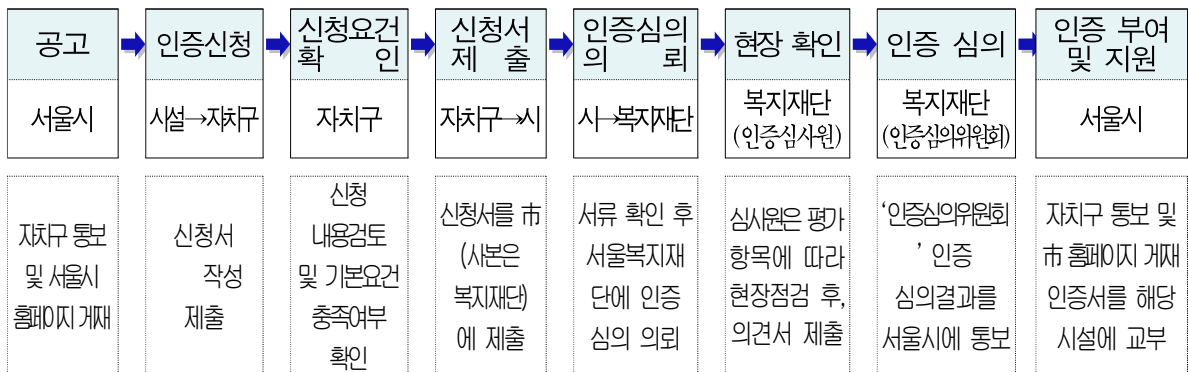 공고
서울시
자치구 통보
및 서울시
홈페이지 게재
인증신청
시설→자치구
신청서
작성
제출
신청요건
확 인
자치구
신청
내용검토
및 기본요건
충족여부
확인
신청서
제 출
자치구→시
신청서를 市
(사본은
복지재단)
에 제출
인증심의
의 뢰
시→복지재단
서류 확인 후
서울복지재
단에 인증
심의 의뢰
현장 확인
복지재단
(인증심사원)
심사원은 평가
항목에 따라
현장점검 후,
의견서 제출
인증 심의
복지재단
(인증심의위원회)
‘인증심의위원회
’ 인증
심의결과를
서울시에 통보
인증 부여
및 지원
서울시
자치구 통보 및
市 홈페이지 게재
인증서를 해당
시설에 교부